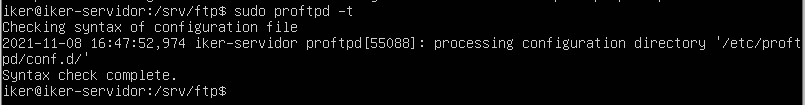 iker@iker-servidor:/srv/ftp$ sudo proftpd -t
Checking syntax of configuration file
2021-11-08 16:47:52,974 iker-servidor proftpd[55088]: processing configuration directory '/etc/proft
pd/conf.d/'
Syntax check complete.
iker@iker-servidor:/srv/ftp$